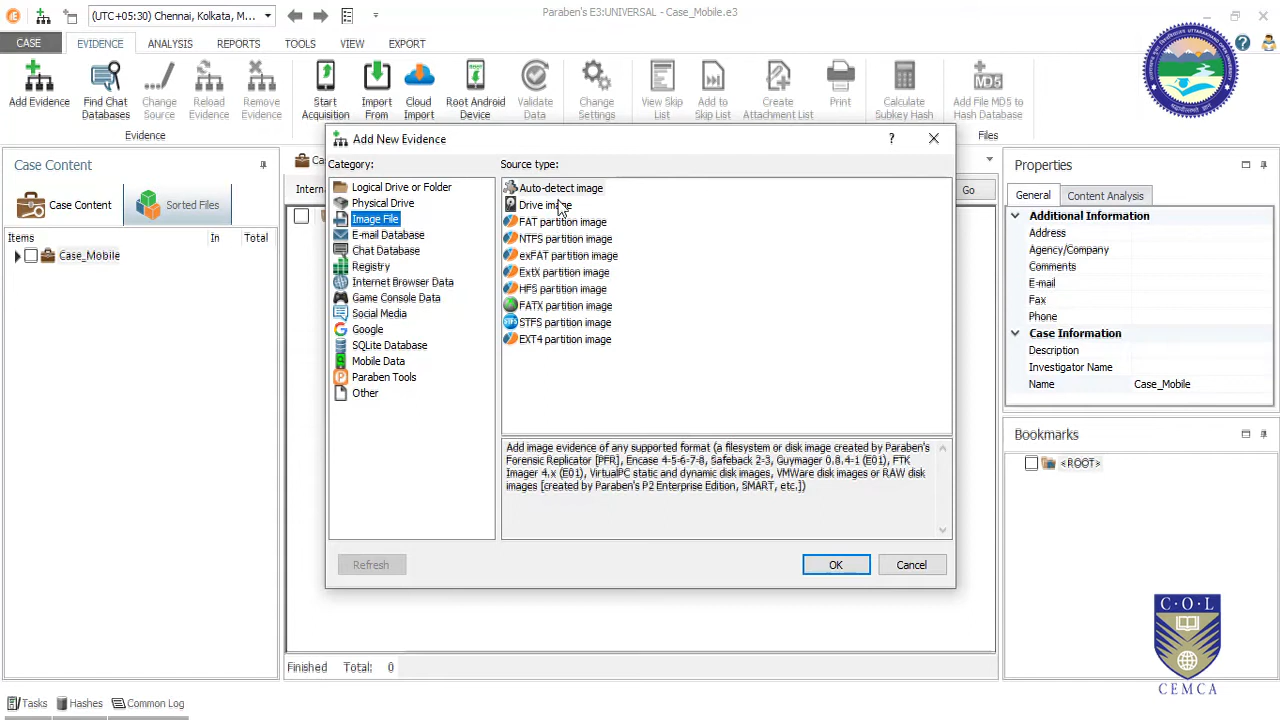 (UTC+05:30) Chennai, Kolkata, M...
Paraben's E3:UNIVERSAL - Case_Mobile.e3
CASE
EVIDENCE
ANALYSIS
REPORTS
TOOLS
VIEW
EXPORT
Add Evidence
Find Chat Databases
Change Source
Reload Evidence
Remove Evidence
Start Acquisition
Import From
Cloud Import
Root Android Device
Validate Data
Change Settings
View Skip List
Add to Skip List
Create Attachment List
Print
Calculate Subkey Hash
MD5
Add File MD5 to Hash Database
Evidence
Files
Case Content
Case Content
Sorted Files
Items In Total
Case_Mobile
Add New Evidence
Category:
Logical Drive or Folder
Physical Drive
Image File
E-mail Database
Chat Database
Registry
Internet Browser Data
Game Console Data
Social Media
Google
SQLite Database
Mobile Data
Paraben Tools
Other
Source type:
Auto-detect image
Drive image
FAT partition image
NTFS partition image
exFAT partition image
ExtX partition image
HFS partition image
FATX partition image
STFS partition image
EXT4 partition image
Add image evidence of any supported format (a filesystem or disk image created by Paraben's
Forensic Replicator [PFR], Encase 4-5-6-7-8, Safeback 2-3, Guymager 0.8.4-1 (E01), FTK
Imager 4.x (E01), VirtualPC static and dynamic disk images, VMWare disk images or RAW disk
images [created by Paraben's P2 Enterprise Edition, SMART, etc.])
Refresh
OK
Cancel
Go
Finished Total: 0
Properties
General
Content Analysis
Additional Information
Address
Agency/Company
Comments
E-mail
Fax
Phone
Case Information
Description
Investigator Name
Name Case_Mobile
Bookmarks
<ROOT>
C·O·L
CEMCA
Tasks
Hashes
Common Log